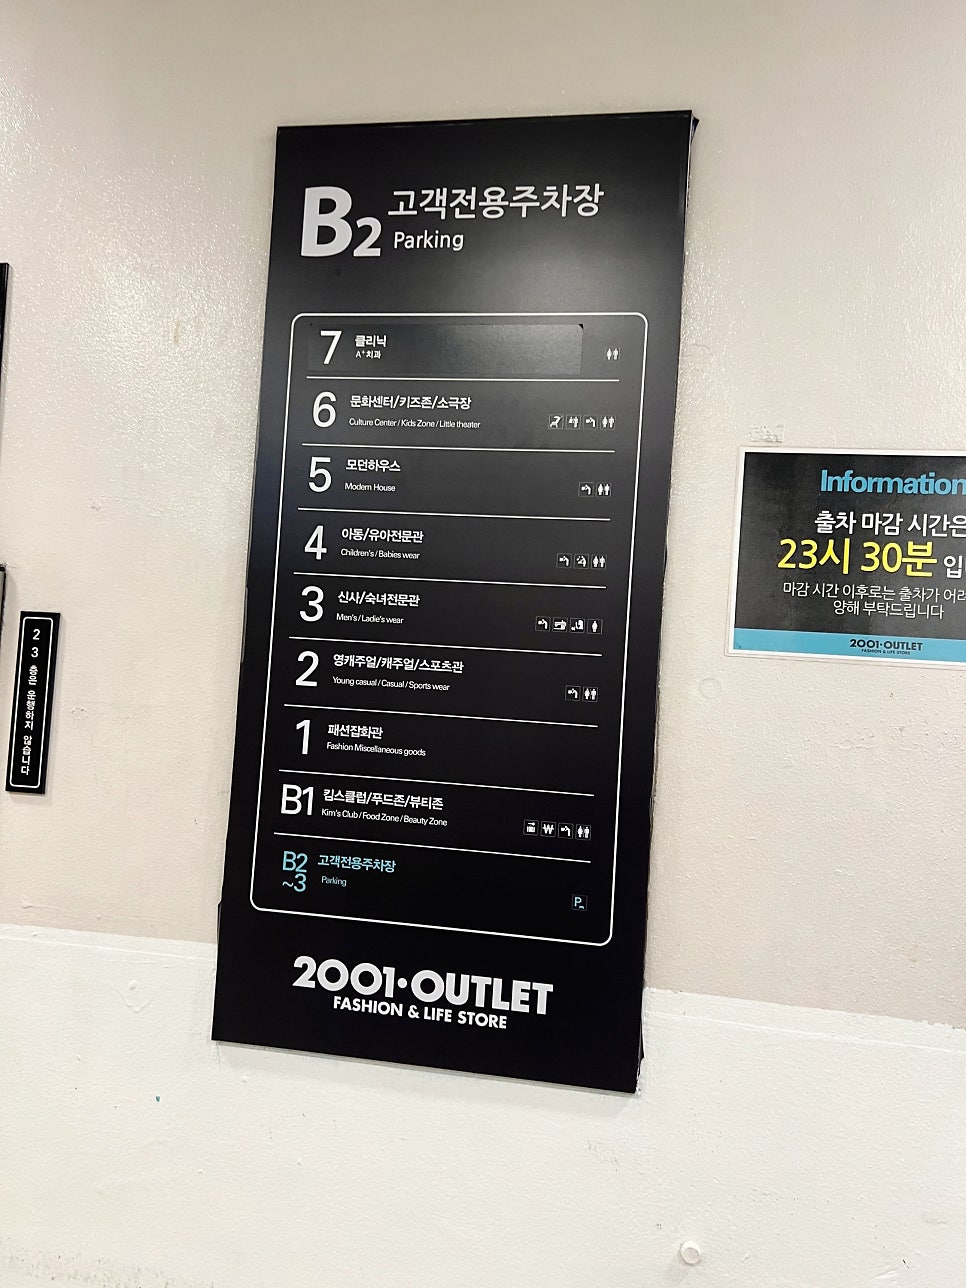 B2 고객전용주차장
Parking
7 클리닉
A+치과
6 문화센터/키즈존/소극장
Culture Center / Kids Zone / Little theater
5 모던하우스
Modern House
4 아동/유아전문관
Children's / Babies wear
3 신사/숙녀전문관
Men's / Ladie's wear
2 영캐주얼/캐주얼/스포츠관
Young casual / Casual / Sports wear
1 패션잡화관
Fashion Miscellaneous goods
B1 킴스클럽/푸드존/뷰티존
Kim's Club / Food Zone / Beauty Zone
B2
~3 고객전용주차장
Parking
P
2001·OUTLET
FASHION & LIFE STORE
2 3 층은 운행하지 않습니다
Information
출차 마감 시간은
23시 30분
마감 시간 이후로는 출차가
양해 부탁드립니다
2001·OUTLET
FASHION & LIFE STORE